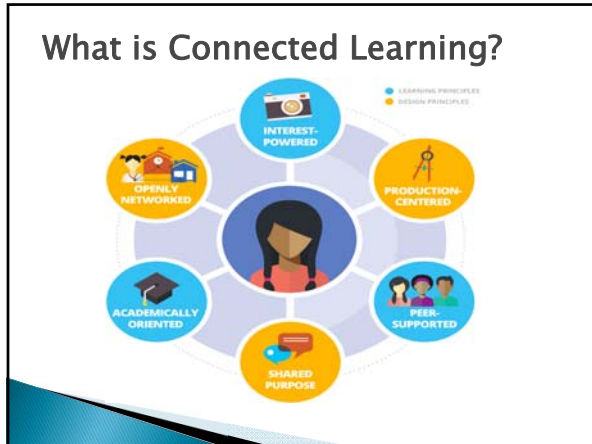 What is Connected Learning?
LEARNING PRINCIPLES
DESIGN PRINCIPLES
INTEREST-
POWERED
OPENLY
NETWORKED
PRODUCTION-
CENTERED
ACADEMICALLY
ORIENTED
PEER-
SUPPORTED
SHARED
PURPOSE